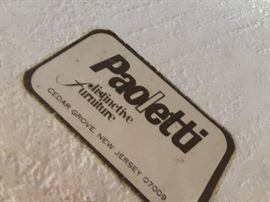 Paoletti
distinctive
furniture
CEDAR GROVE, NEW JERSEY 07009